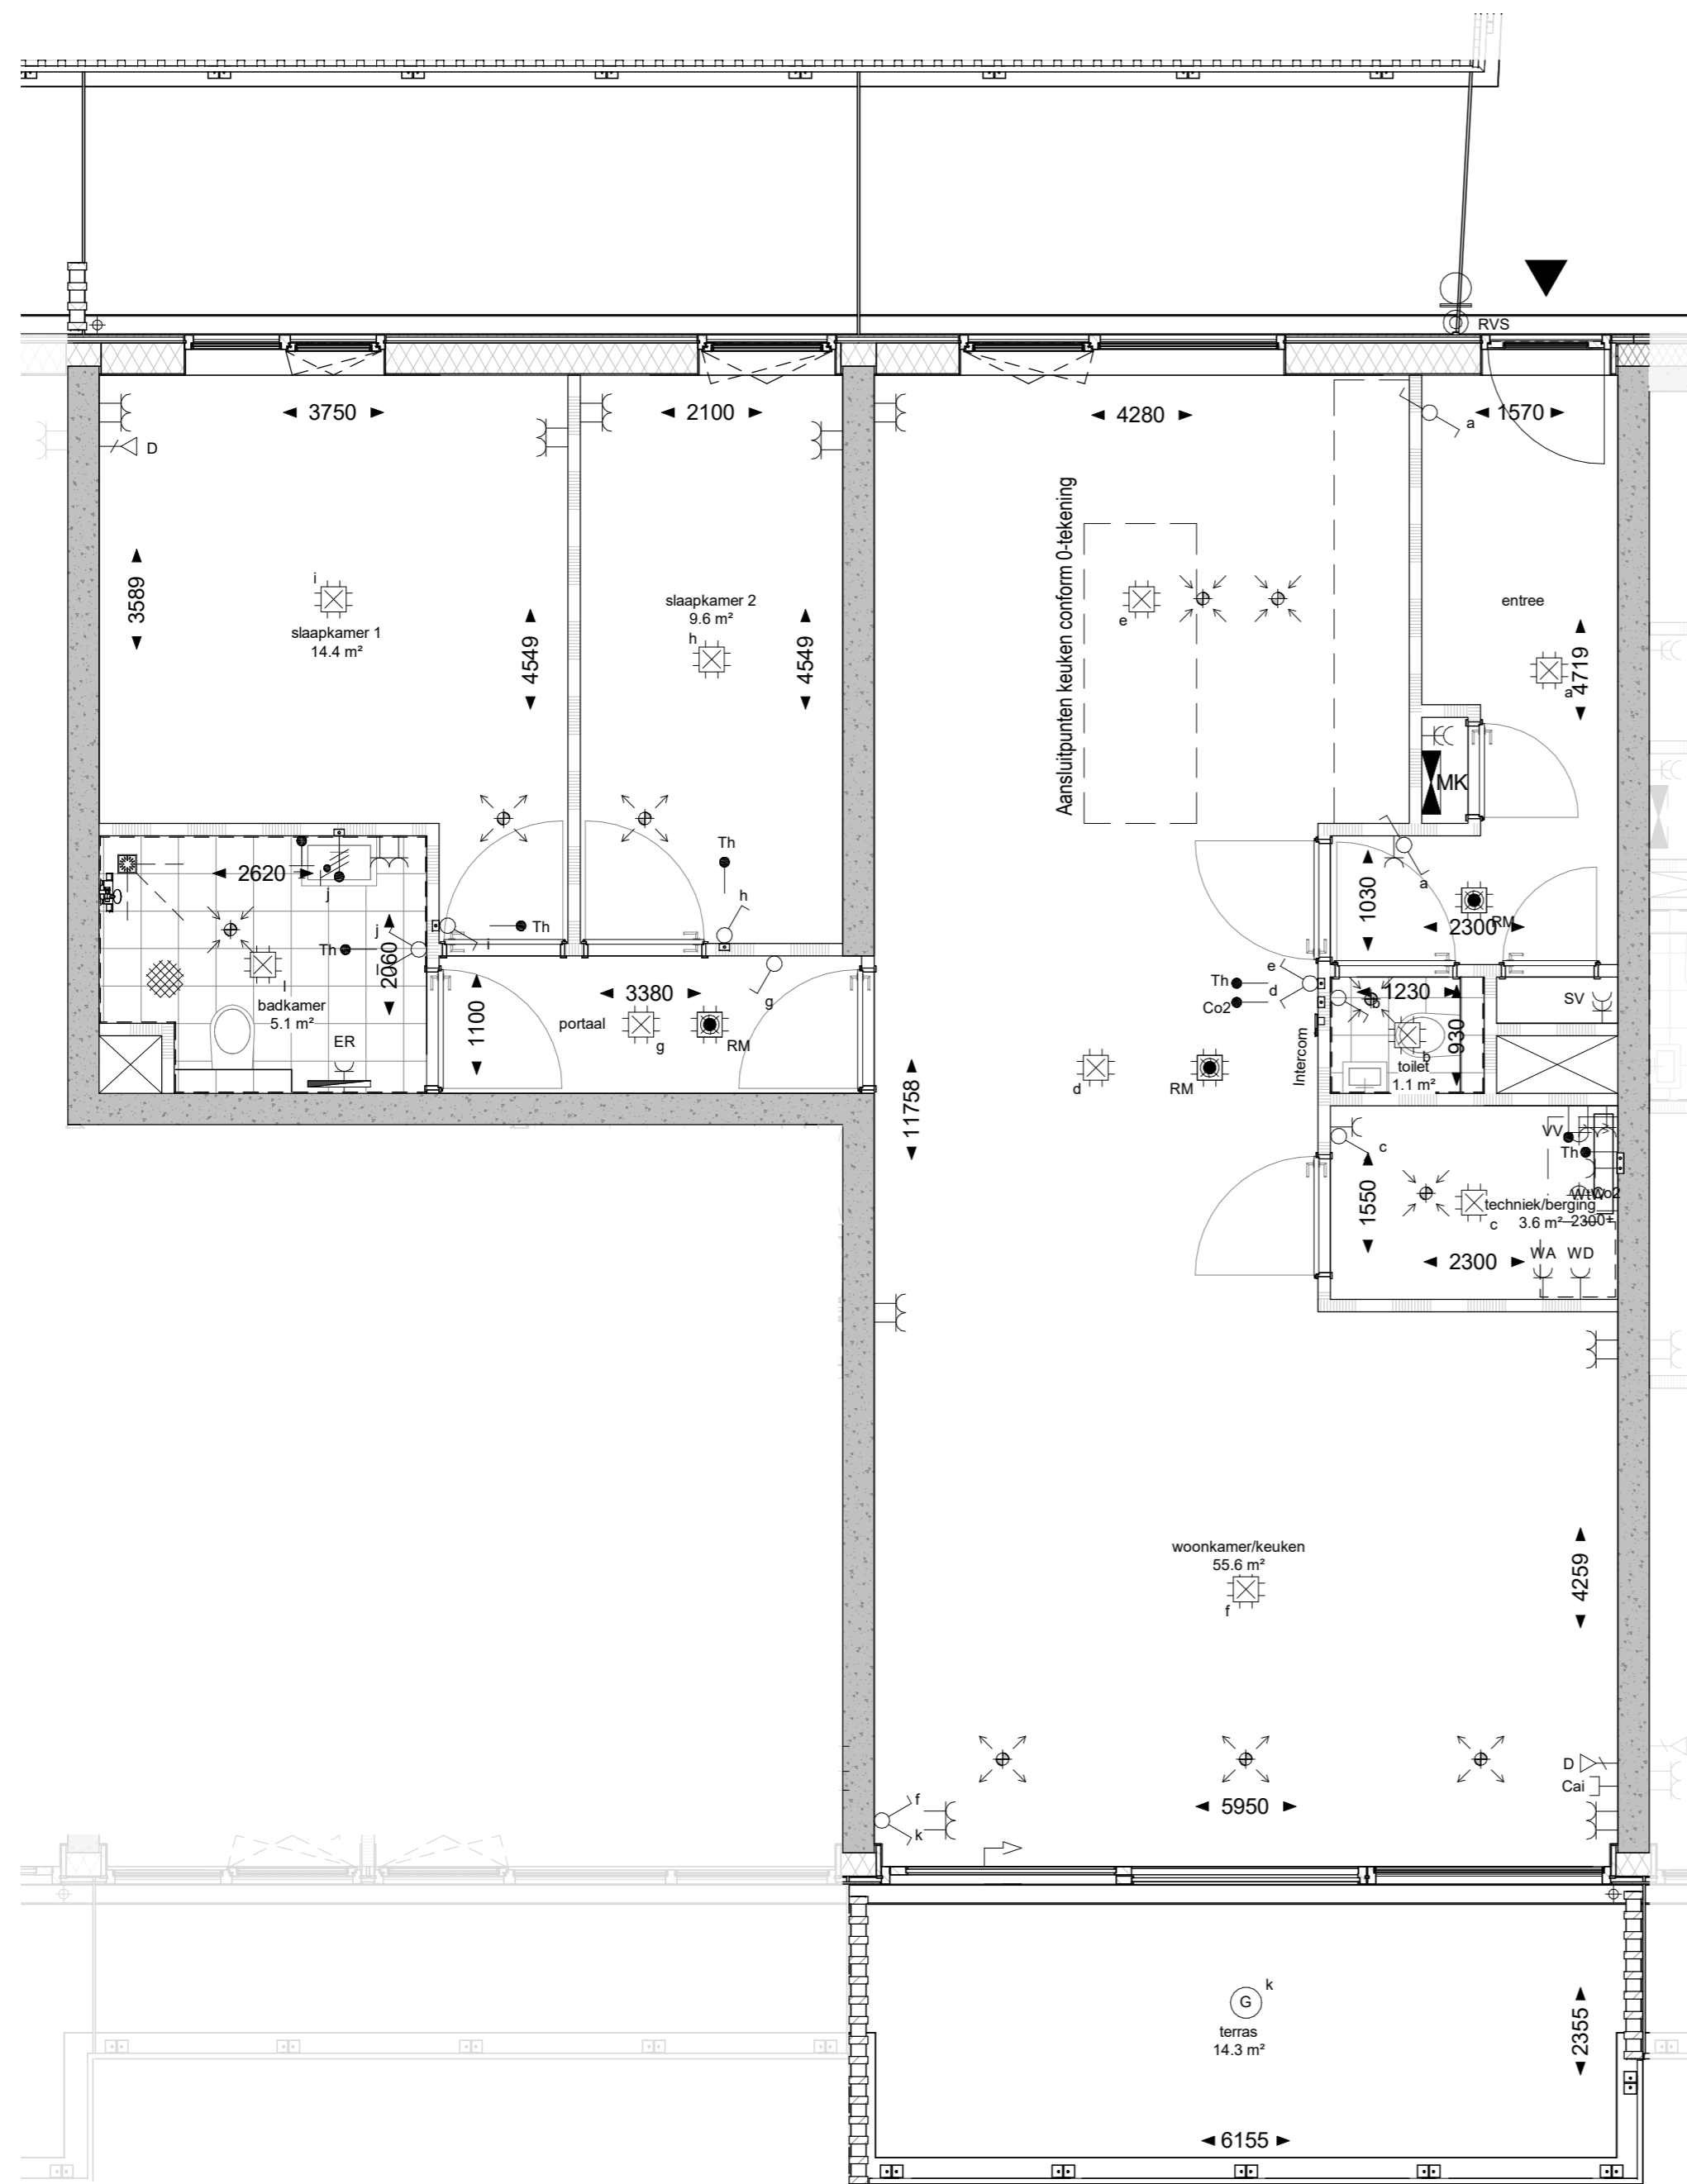 RVS
3750
2100
4280
1570
a
D
Aansluitpunten keuken conform 0-tekening
3589
i
slaapkamer 1
14.4 m²
4549
slaapkamer 2
9.6 m²
h
4549
e
entree
a
4719
MK
Th
h
2620
j
Th
i
j
l
Th
2060
l
badkamer
5.1 m²
ER
1100
3380
portaal
g
g
RM
a
1030
RM
2300
e
d
Th
Co2
1230
b
SV
930
b
toilet
1.1 m²
Intercom
d
RM
11758
VV
Th
c
1550
WtW
Co2
techniek/berging
c
3.6 m²
2300+
2300
WA
WD
woonkamer/keuken
55.6 m²
f
4259
D
Cai
f
k
5950
G
k
terras
14.3 m²
2355
6155